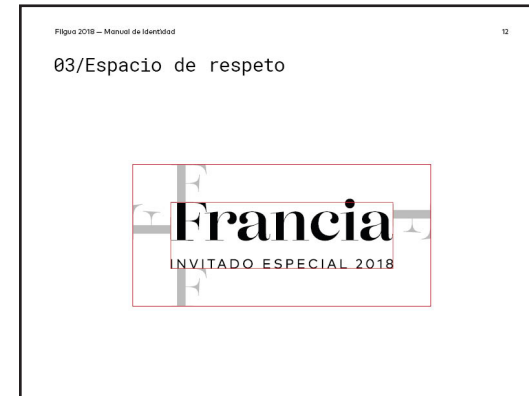 Filgua 2018 — Manual de Identidad
12
03/Espacio de respeto
F
F Francia F
INVITADO ESPECIAL 2018
F